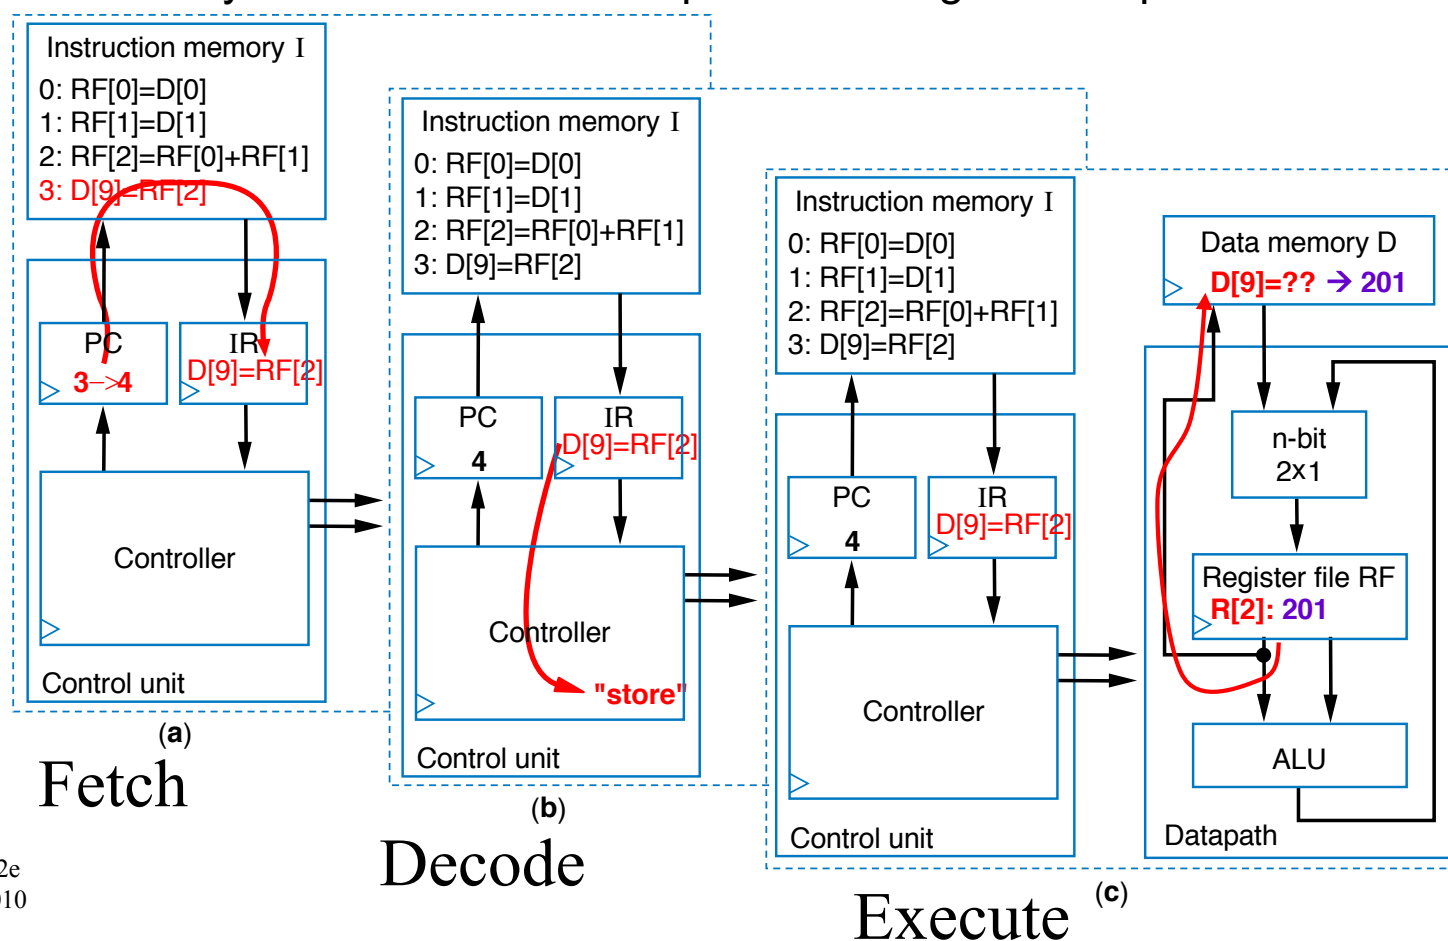 Instruction memory I
0: RF[0]=D[0]
1: RF[1]=D[1]
2: RF[2]=RF[0]+RF[1]
3: D[9]=RF[2]
PC
3->4
IR
D[9]=RF[2]
Controller
Control unit
(a)
Fetch
Instruction memory I
0: RF[0]=D[0]
1: RF[1]=D[1]
2: RF[2]=RF[0]+RF[1]
3: D[9]=RF[2]
PC
4
IR
D[9]=RF[2]
Controller
"store"
Control unit
(b)
Decode
Instruction memory I
0: RF[0]=D[0]
1: RF[1]=D[1]
2: RF[2]=RF[0]+RF[1]
3: D[9]=RF[2]
PC
4
IR
D[9]=RF[2]
Controller
Control unit
Data memory D
D[9]=?? → 201
n-bit
2x1
Register file RF
R[2]: 201
ALU
Datapath
(c)
Execute
2e
10